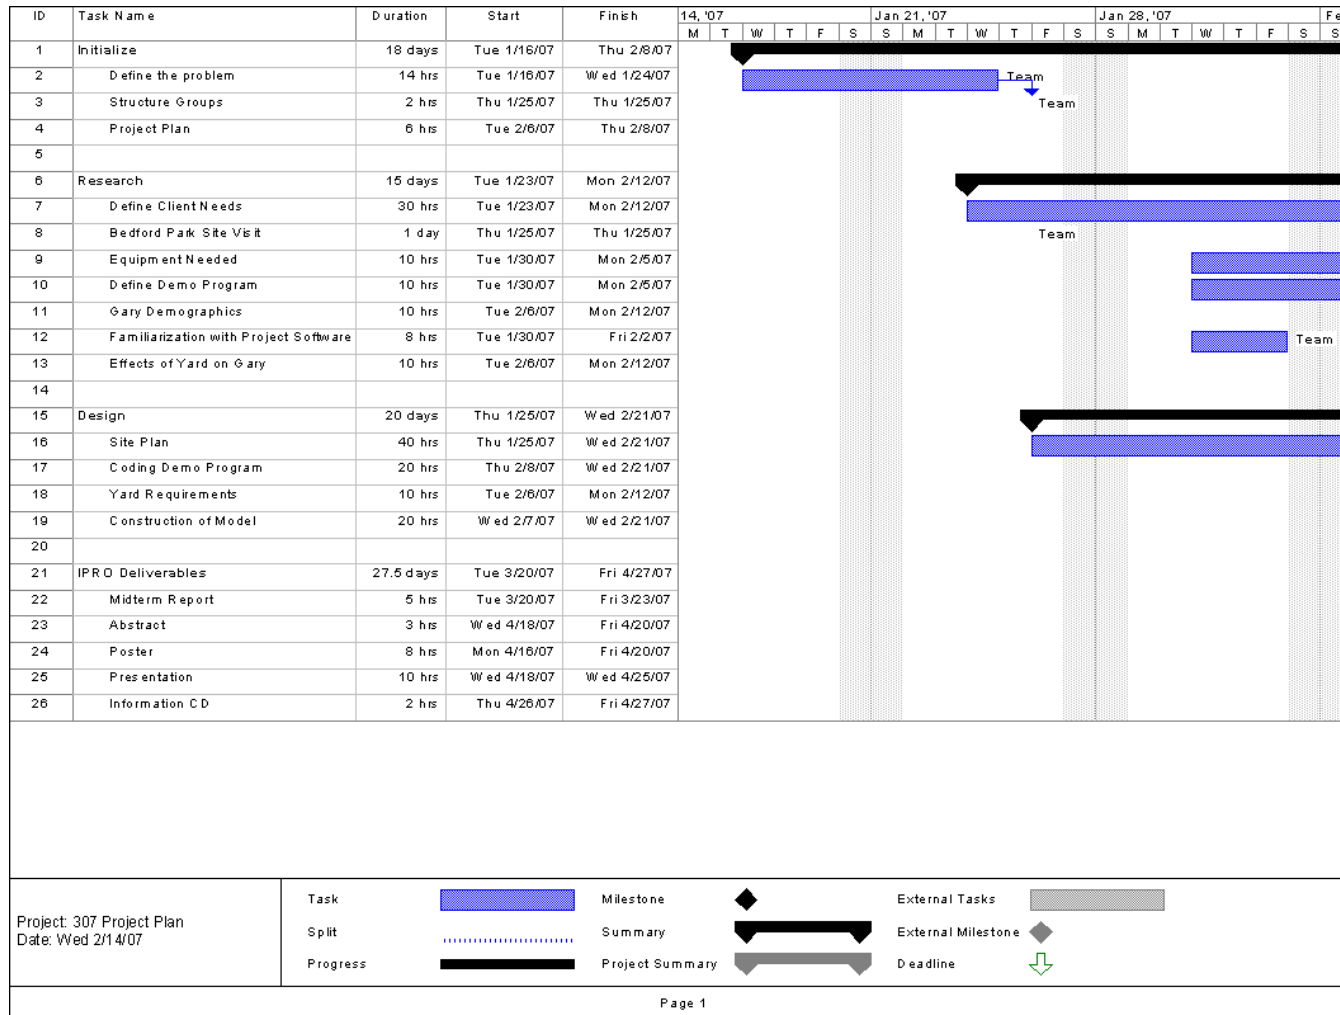 ID Task Name Duration Start Finish 14, '07 Jan 21, '07 Jan 28, '07 Fe
M T W T F S S M T W T F S S M T W T F S S
1 Initialize 18 days Tue 1/16/07 Thu 2/8/07
2 Define the problem 14 hrs Tue 1/16/07 Wed 1/24/07 Team
3 Structure Groups 2 hrs Thu 1/25/07 Thu 1/25/07 Team
4 Project Plan 6 hrs Tue 2/6/07 Thu 2/8/07
5
6 Research 15 days Tue 1/23/07 Mon 2/12/07
7 Define Client Needs 30 hrs Tue 1/23/07 Mon 2/12/07
8 Bedford Park Site Visit 1 day Thu 1/25/07 Thu 1/25/07 Team
9 Equipment Needed 10 hrs Tue 1/30/07 Mon 2/5/07
10 Define Demo Program 10 hrs Tue 1/30/07 Mon 2/5/07
11 Gary Demographics 10 hrs Tue 2/6/07 Mon 2/12/07
12 Familiarization with Project Software 8 hrs Tue 1/30/07 Fri 2/2/07 Team
13 Effects of Yard on Gary 10 hrs Tue 2/6/07 Mon 2/12/07
14
15 Design 20 days Thu 1/25/07 Wed 2/21/07
16 Site Plan 40 hrs Thu 1/25/07 Wed 2/21/07
17 Coding Demo Program 20 hrs Thu 2/8/07 Wed 2/21/07
18 Yard Requirements 10 hrs Tue 2/6/07 Mon 2/12/07
19 Construction of Model 20 hrs Wed 2/7/07 Wed 2/21/07
20
21 IPRO Deliverables 27.5 days Tue 3/20/07 Fri 4/27/07
22 Midterm Report 5 hrs Tue 3/20/07 Fri 3/23/07
23 Abstract 3 hrs Wed 4/18/07 Fri 4/20/07
24 Poster 8 hrs Mon 4/16/07 Fri 4/20/07
25 Presentation 10 hrs Wed 4/18/07 Wed 4/25/07
26 Information CD 2 hrs Thu 4/26/07 Fri 4/27/07
Project: 307 Project Plan
Date: Wed 2/14/07
Task Milestone External Tasks
Split Summary External Milestone
Progress Project Summary Deadline
Page 1